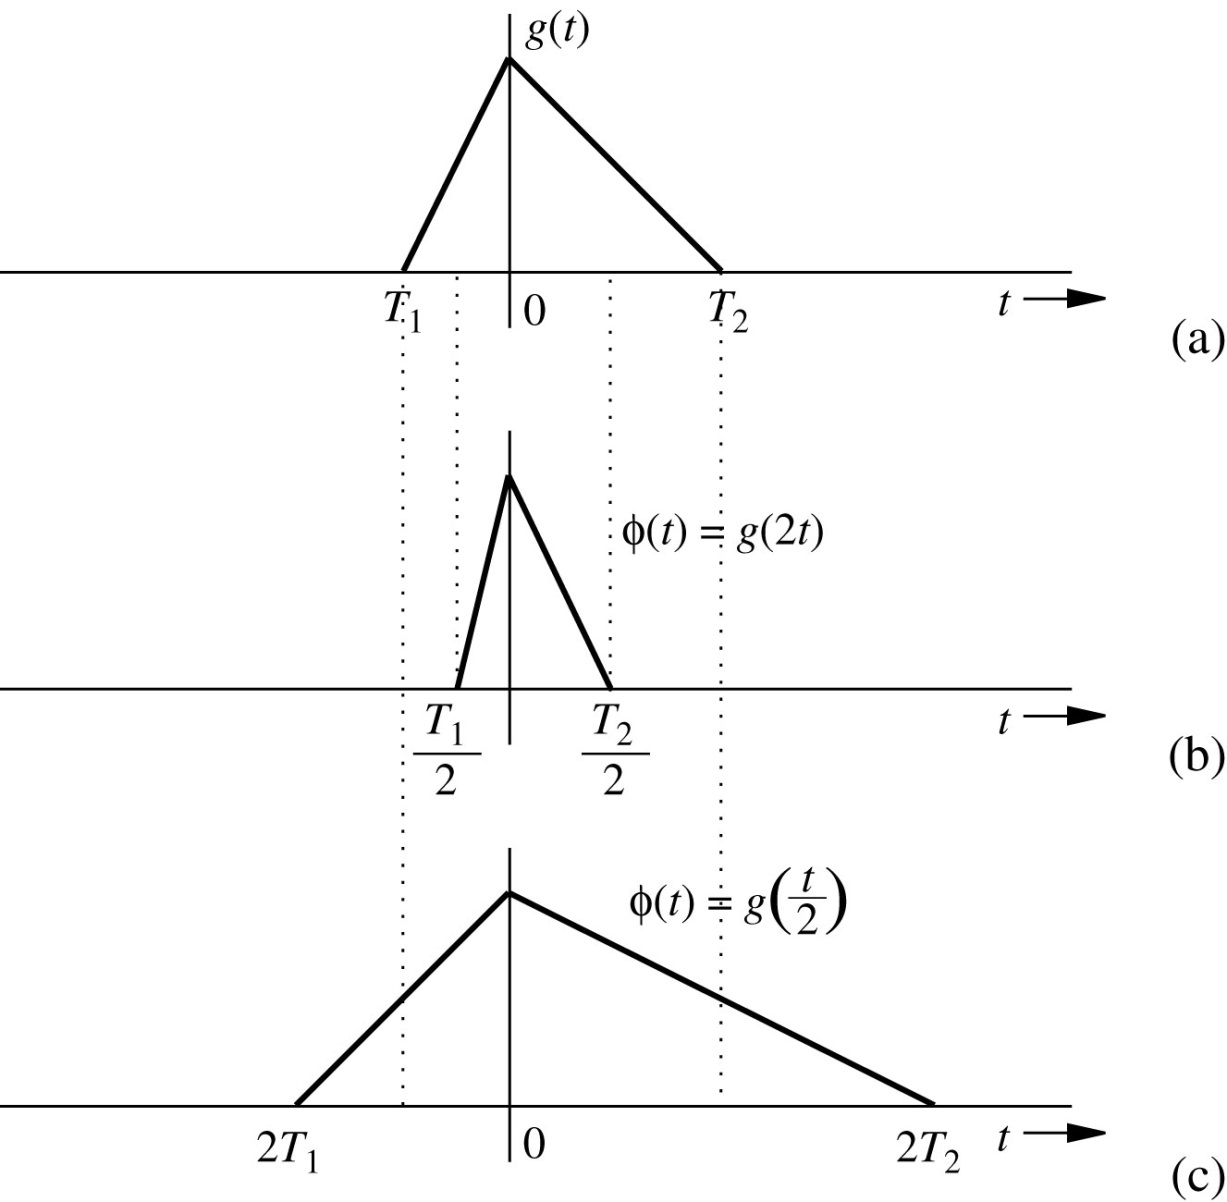 g(t)
T₁ 0 T₂ t
(a)
ϕ(t) = g(2t)
T₁/2 T₂/2 t
(b)
ϕ(t) = g(t/2)
2T₁ 0 2T₂ t
(c)